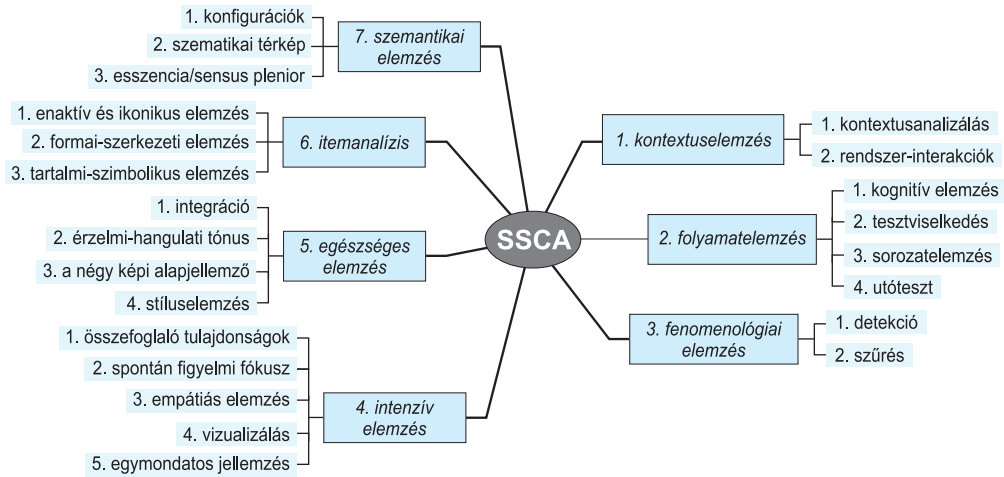 1. konfigurációk
2. szematikai térkép
3. esszencia/sensus plenior
7. szemantikai
elemzés
1. enaktív és ikonikus elemzés
2. formai-szerkezeti elemzés
3. tartalmi-szimbolikus elemzés
6. itemanalízis
1. integráció
2. érzelmi-hangulati tónus
3. a négy képi alapjellemző
4. stíluselemzés
5. egészséges
elemzés
1. összefoglaló tulajdonságok
2. spontán figyelmi fókusz
3. empátiás elemzés
4. vizualizálás
5. egymondatos jellemzés
4. intenzív
elemzés
SSCA
1. kontextuselemzés
1. kontextusanalizálás
2. rendszer-interakciók
2. folyamatelemzés
1. kognitív elemzés
2. tesztviselkedés
3. sorozatelemzés
4. utóteszt
3. fenomenológiai
elemzés
1. detekció
2. szűrés